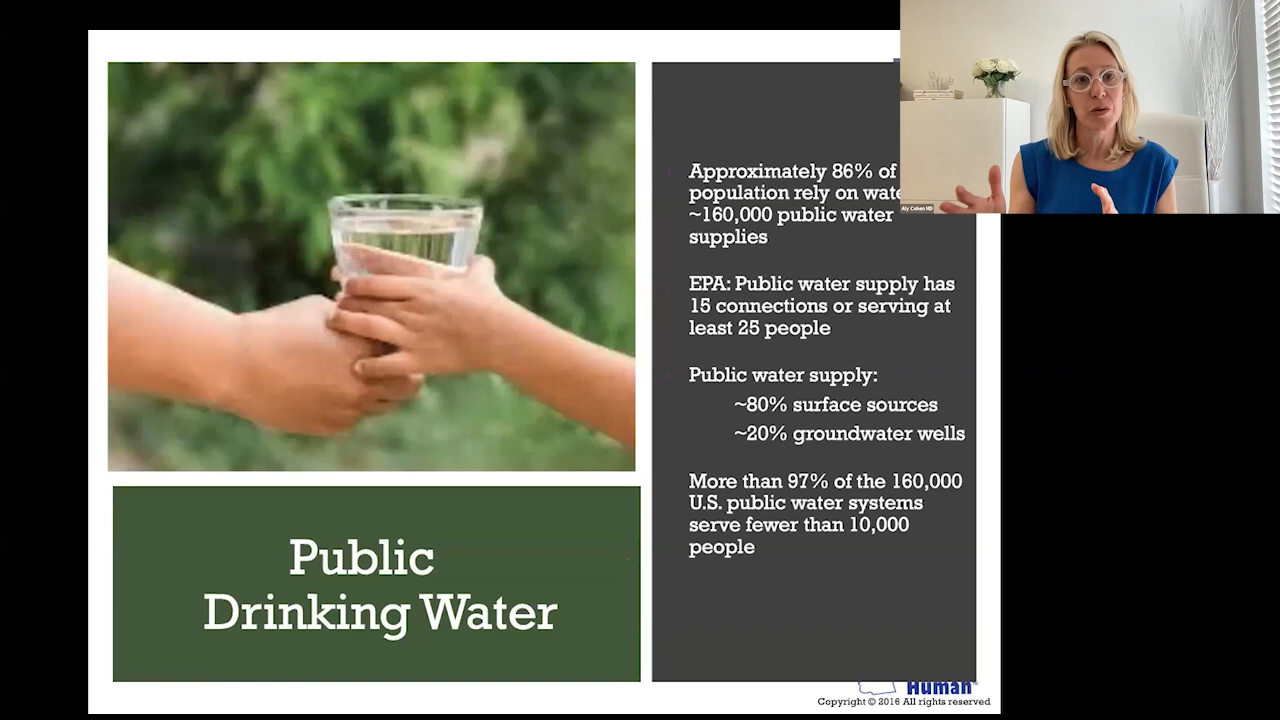 Approximately 86% of
population rely on
~160,000 public water
supplies
EPA: Public water supply has
15 connections or serving at
least 25 people
Public water supply:
~80% surface sources
~20% groundwater wells
More than 97% of the 160,000
U.S. public water systems
serve fewer than 10,000
people
Public
Drinking Water
Aly Cohen MD
Human
Copyright © 2016 All rights reserved